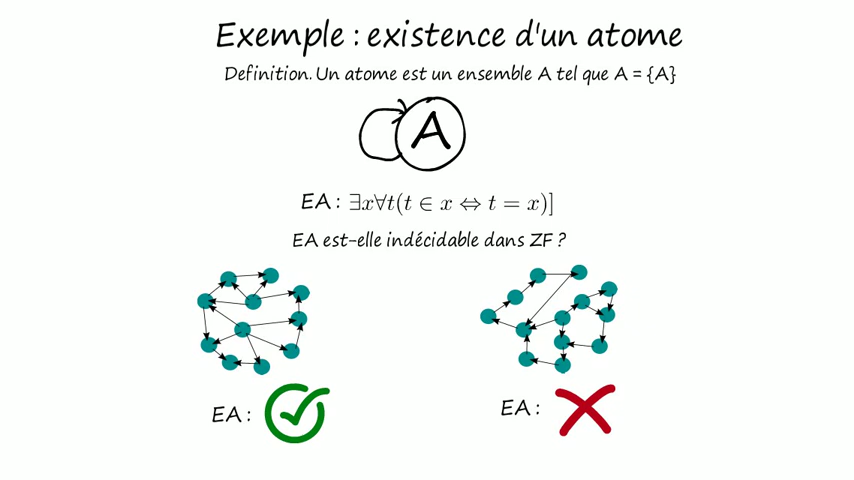 Exemple : existence d'un atome
Definition. Un atome est un ensemble A tel que A = {A}
A
EA : ∃x∀t(t ∈ x ⇔ t = x)]
EA est-elle indécidable dans ZF ?
EA :
EA :